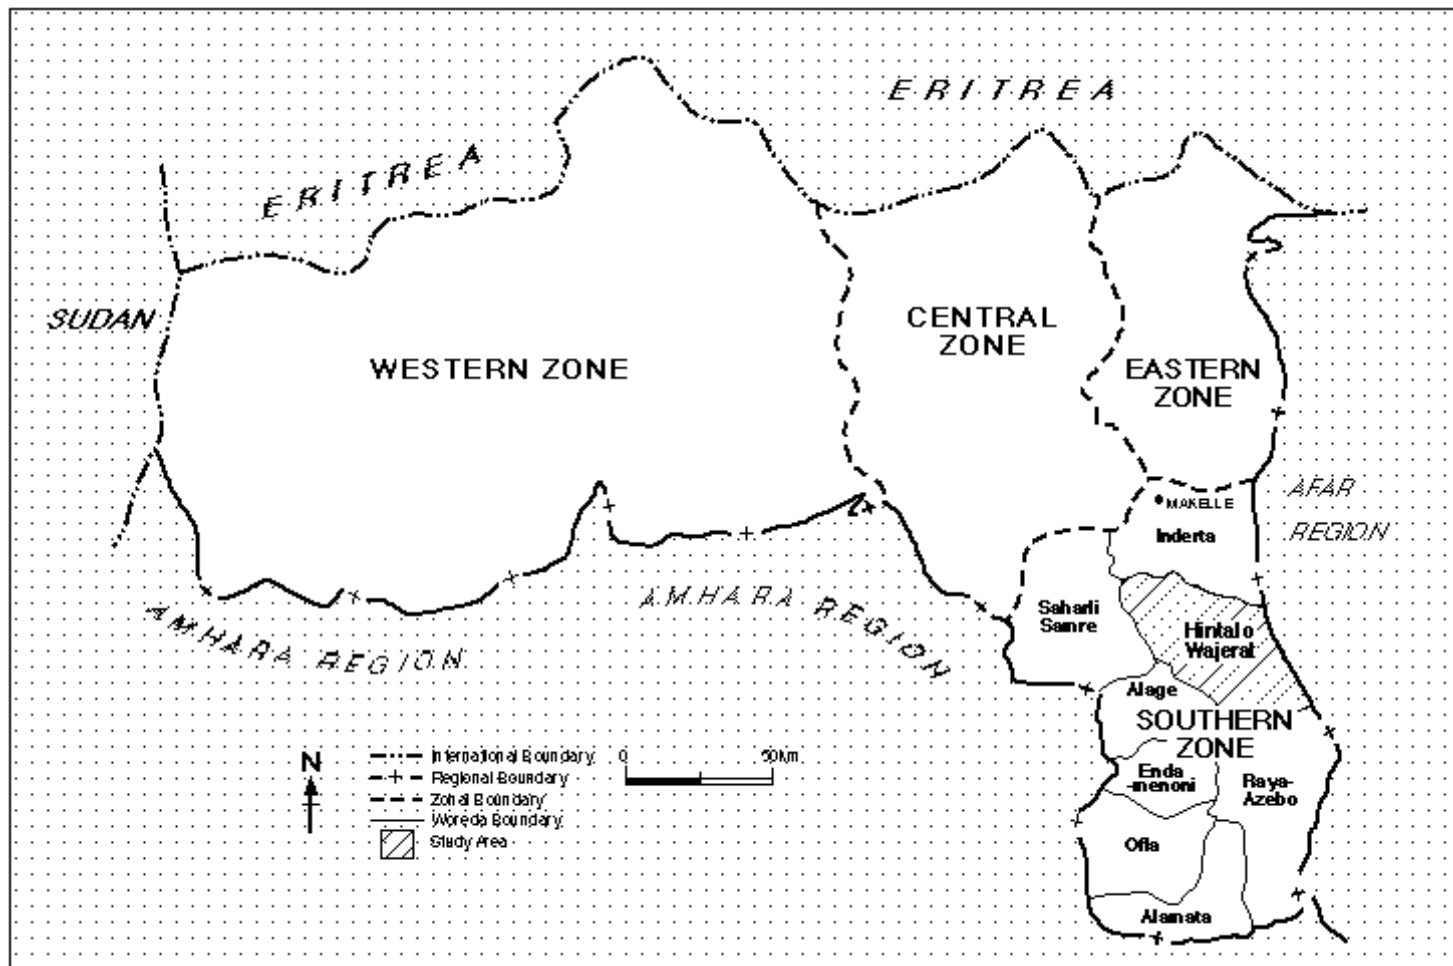 ERITREA
ERITREA
SUDAN
CENTRAL
ZONE
WESTERN ZONE
EASTERN
ZONE
AFAR
REGION
MAKELLE
Inderta
AMHARA REGION
AMHARA REGION
Saharli
Samre
Hintalo
Wajerat
Alage
SOUTHERN
ZONE
Enda
-menoni
Raya-
Azebo
Ofla
Alamata
N
International Boundary
Regional Boundary
Zonal Boundary
Woreda Boundary
Study Area
0 50km